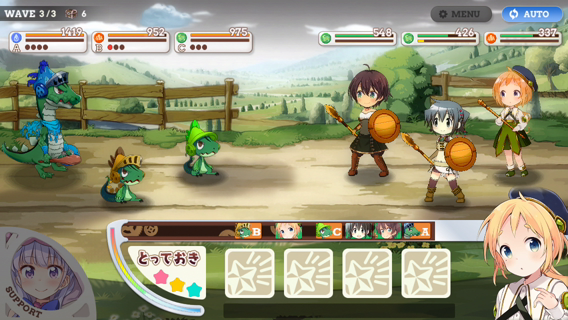 WAVE 3/3 6
MENU
AUTO
1419
A
952
B
975
C
548
426
337
B
C
A
とっておき
SUPPORT